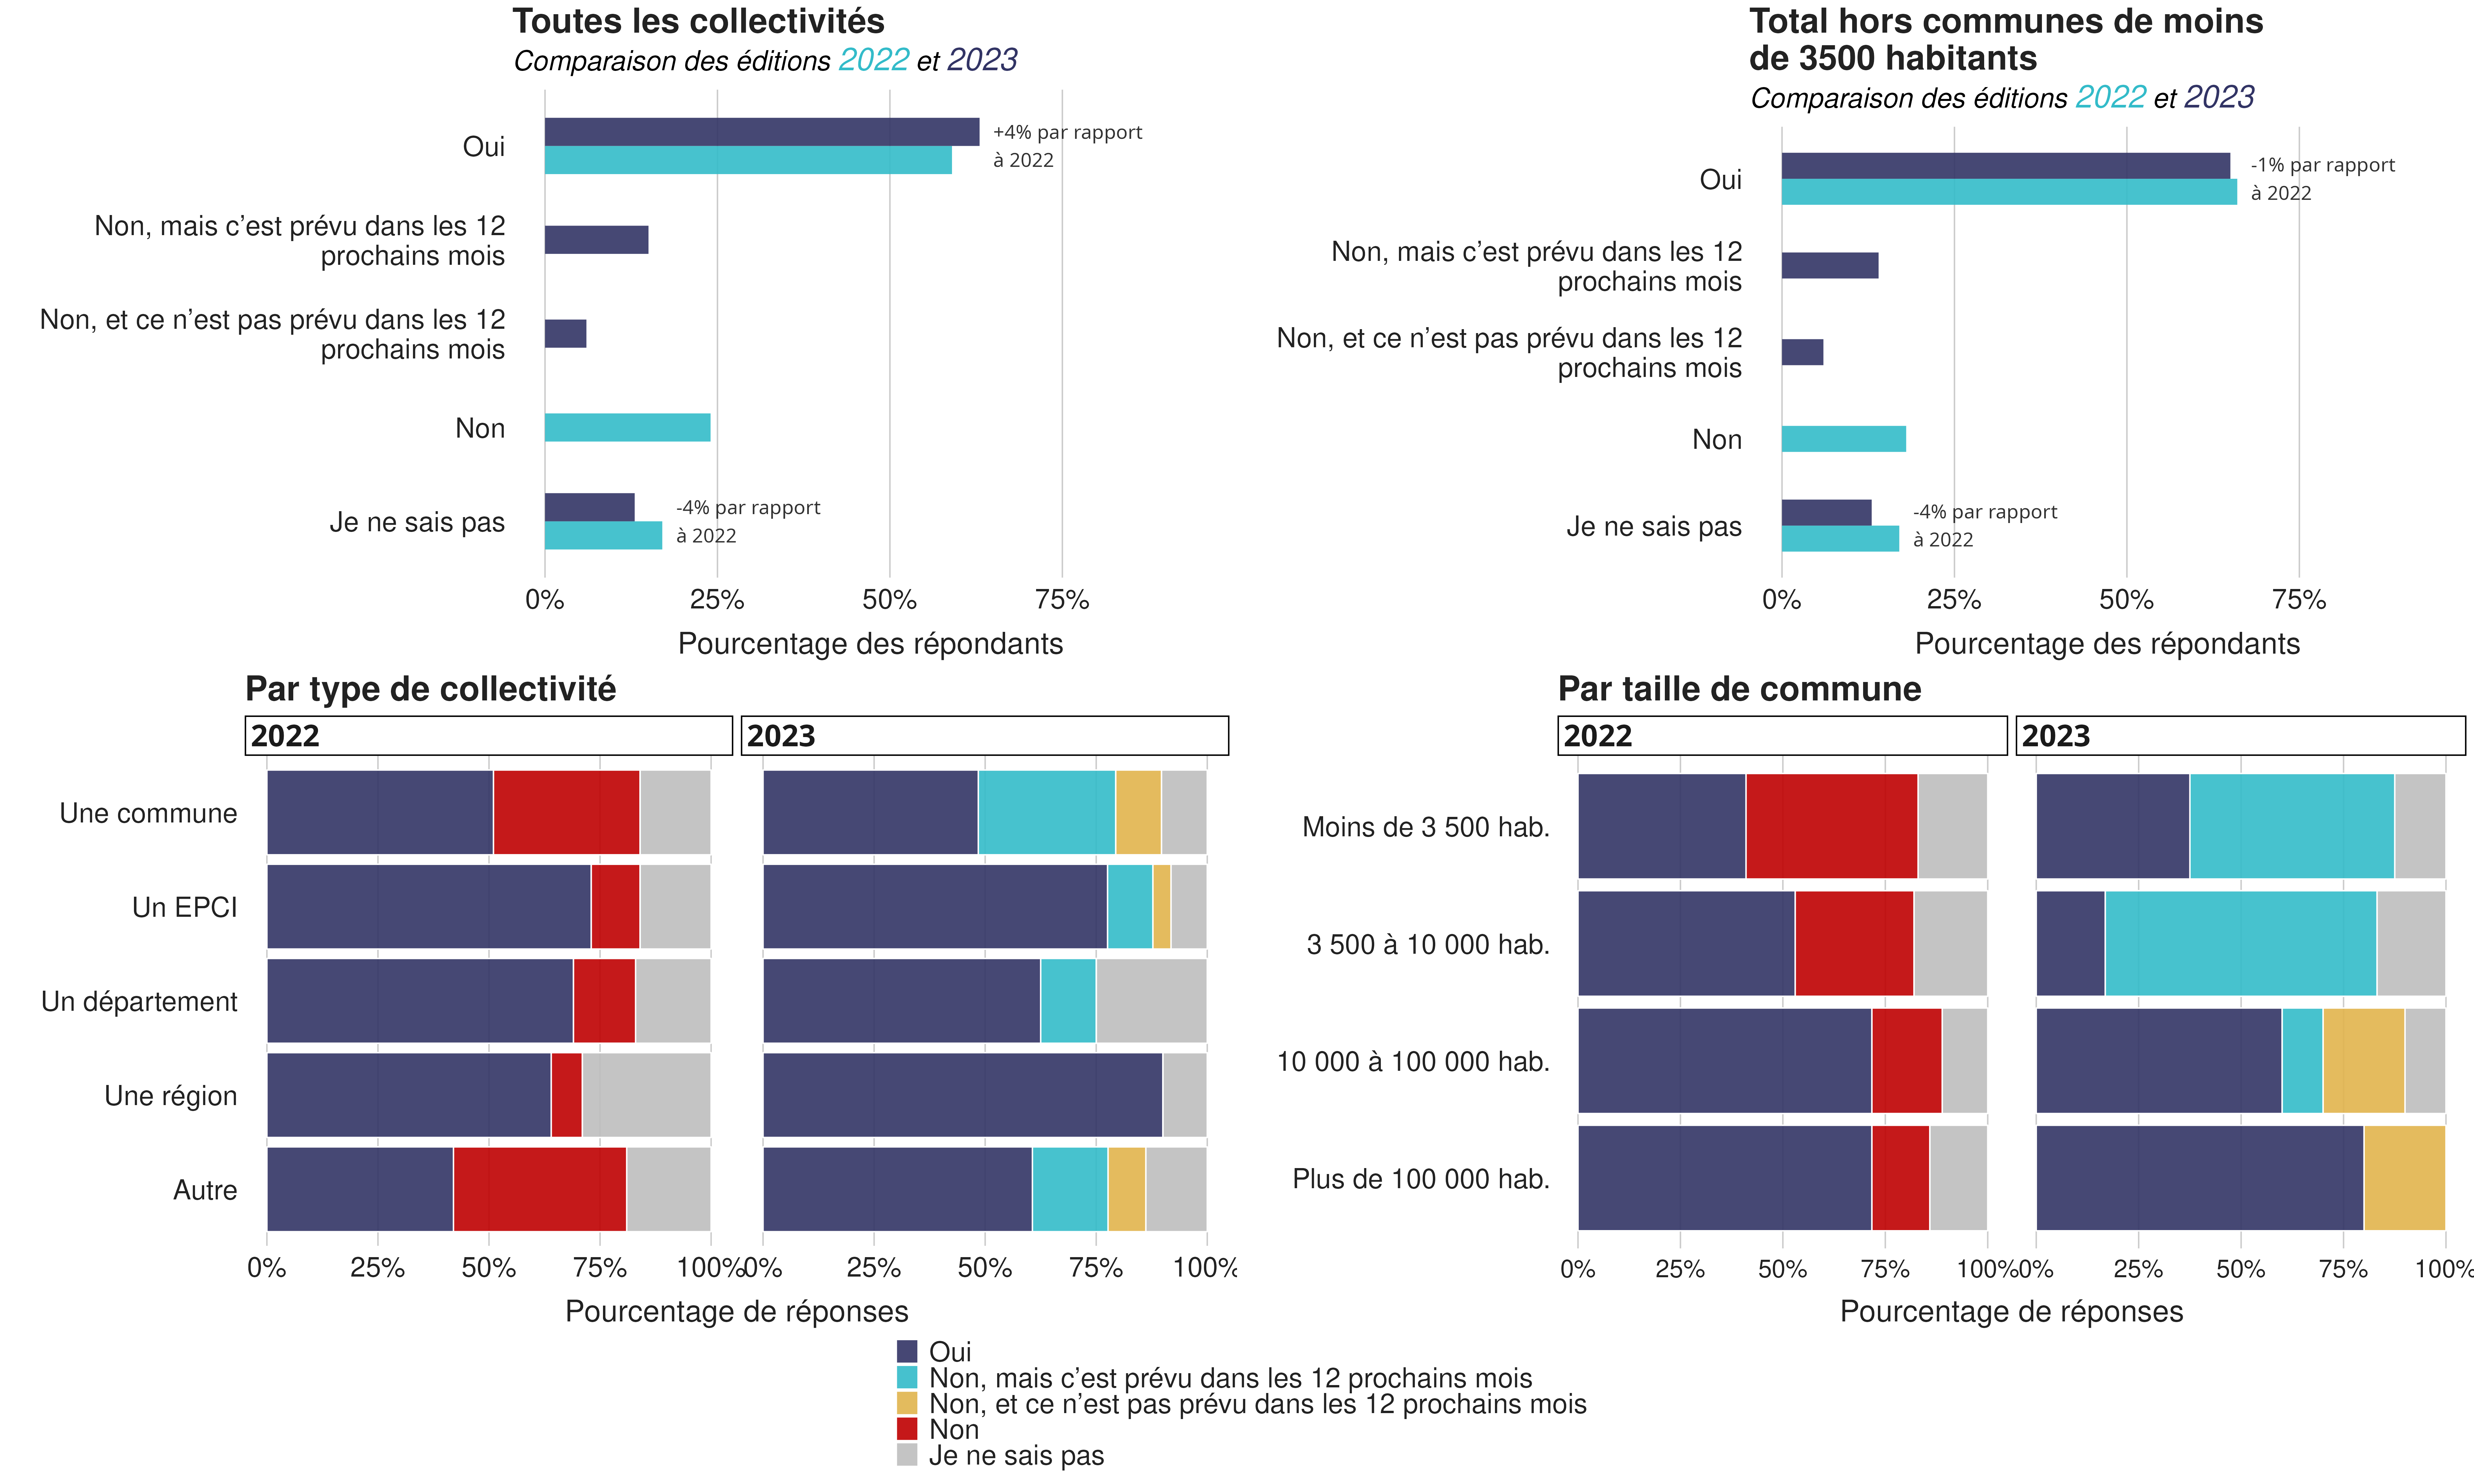 Toutes les collectivités
Comparaison des éditions 2022 et 2023
Oui
+4% par rapport
à 2022
Non, mais c’est prévu dans les 12
prochains mois
Non, et ce n’est pas prévu dans les 12
prochains mois
Non
Je ne sais pas
-4% par rapport
à 2022
0% 25% 50% 75%
Pourcentage des répondants
Total hors communes de moins
de 3500 habitants
Comparaison des éditions 2022 et 2023
Oui
-1% par rapport
à 2022
Non, mais c’est prévu dans les 12
prochains mois
Non, et ce n’est pas prévu dans les 12
prochains mois
Non
Je ne sais pas
-4% par rapport
à 2022
0% 25% 50% 75%
Pourcentage des répondants
Par type de collectivité
2022 2023
Une commune
Un EPCI
Un département
Une région
Autre
0% 25% 50% 75% 100% 0% 25% 50% 75% 100%
Pourcentage de réponses
Par taille de commune
2022 2023
Moins de 3 500 hab.
3 500 à 10 000 hab.
10 000 à 100 000 hab.
Plus de 100 000 hab.
0% 25% 50% 75% 100% 0% 25% 50% 75% 100%
Pourcentage de réponses
Oui
Non, mais c’est prévu dans les 12 prochains mois
Non, et ce n’est pas prévu dans les 12 prochains mois
Non
Je ne sais pas